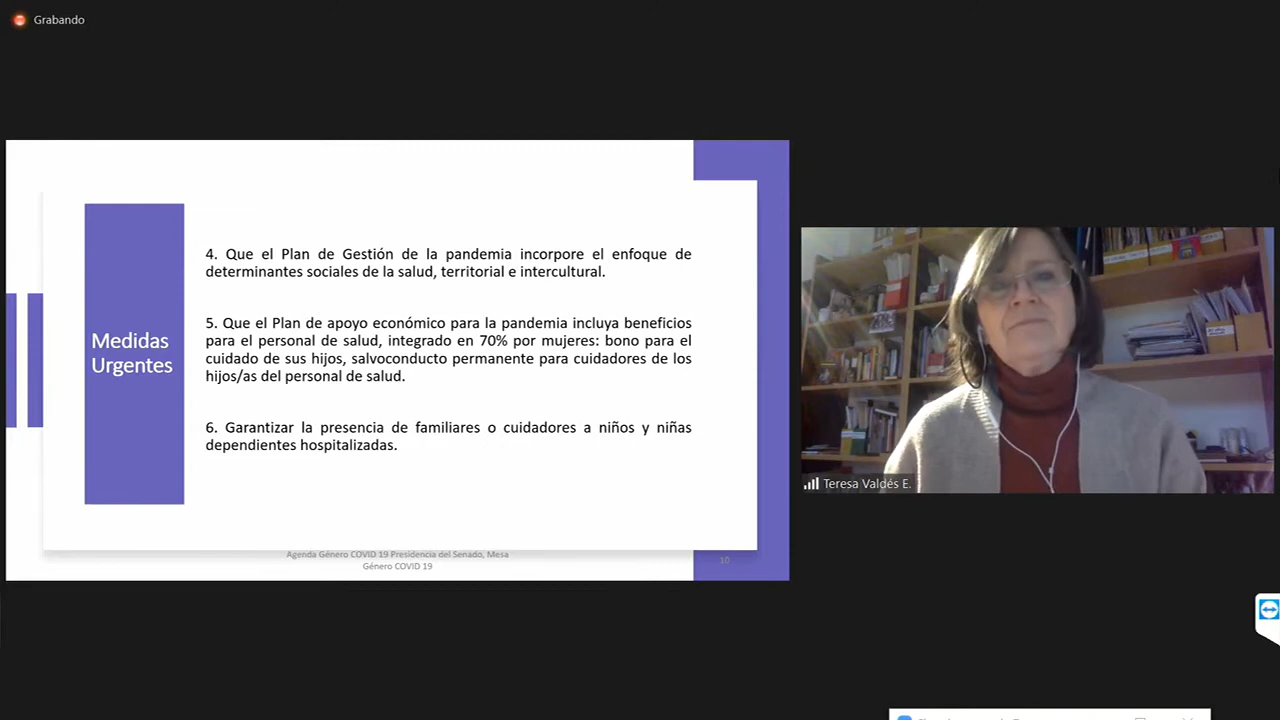 Grabando
Medidas
Urgentes
4. Que el Plan de Gestión de la pandemia incorpore el enfoque de
determinantes sociales de la salud, territorial e intercultural.
5. Que el Plan de apoyo económico para la pandemia incluya beneficios
para el personal de salud, integrado en 70% por mujeres: bono para el
cuidado de sus hijos, salvoconducto permanente para cuidadores de los
hijos/as del personal de salud.
6. Garantizar la presencia de familiares o cuidadores a niños y niñas
dependientes hospitalizadas.
Agenda Género COVID 19 Presidencia del Senado, Mesa
Género COVID 19
10
Teresa Valdés E.